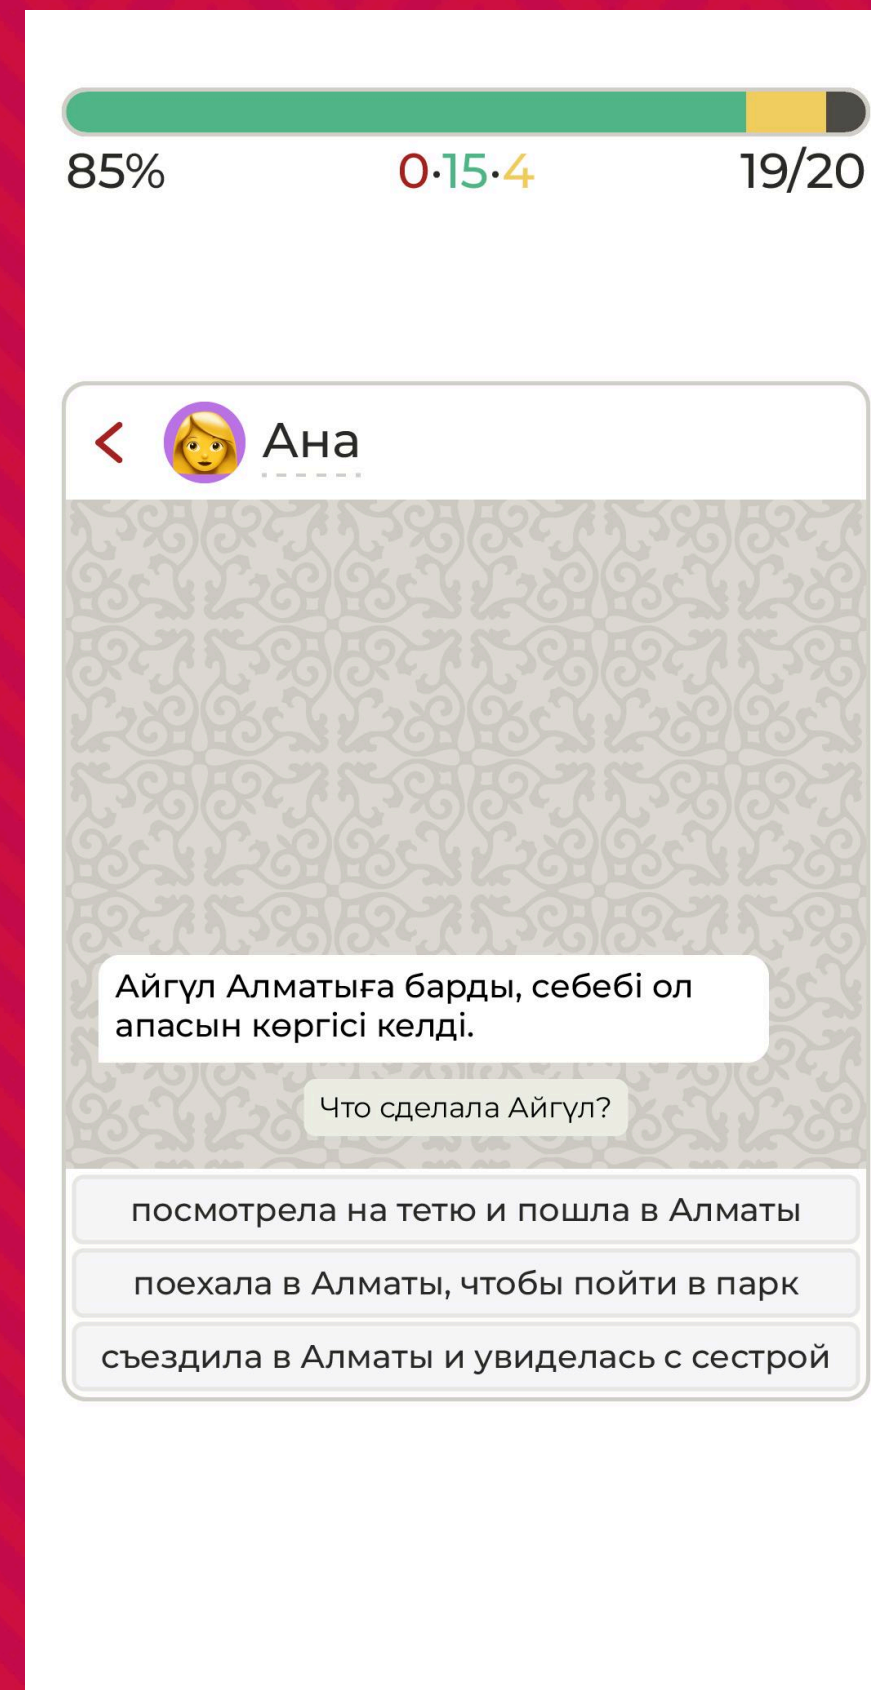 85% 0·15·4 19/20
Ана
Айгүл Алматыға барды, себебі ол
апасын көргісі келді.
Что сделала Айгүл?
посмотрела на тетю и пошла в Алматы
поехала в Алматы, чтобы пойти в парк
съездила в Алматы и увиделась с сестрой